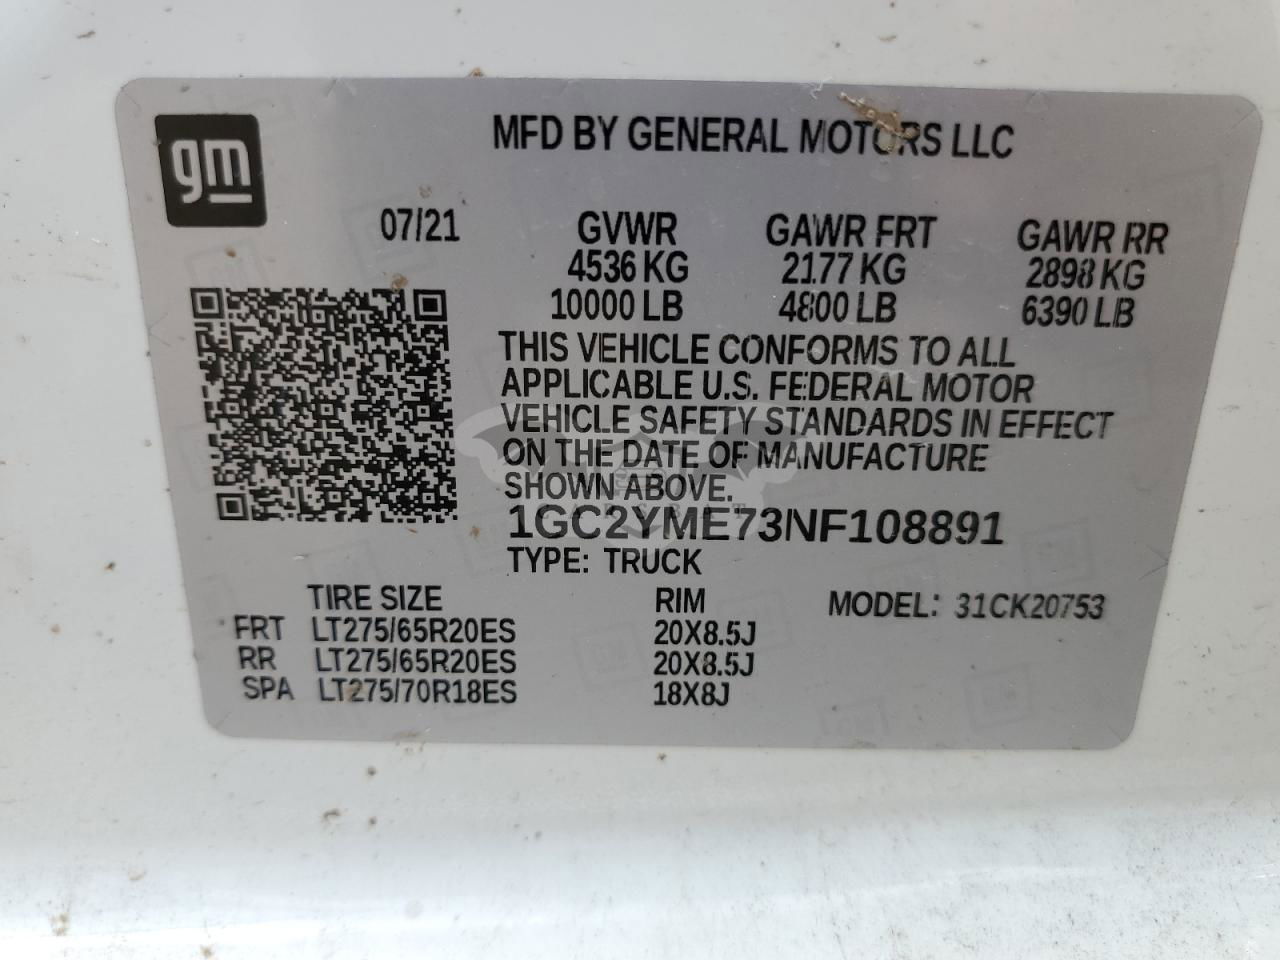 gm
MFD BY GENERAL MOTORS LLC
07/21 GVWR GAWR FRT GAWR RR
4536 KG 2177 KG 2898 KG
10000 LB 4800 LB 6390 LB
THIS VEHICLE CONFORMS TO ALL
APPLICABLE U.S. FEDERAL MOTOR
VEHICLE SAFETY STANDARDS IN EFFECT
ON THE DATE OF MANUFACTURE
SHOWN ABOVE.
CARSBAT
1GC2YME73NF108891
TYPE: TRUCK
TIRE SIZE RIM MODEL: 31CK20753
FRT LT275/65R20ES 20X8.5J
RR LT275/65R20ES 20X8.5J
SPA LT275/70R18ES 18X8J